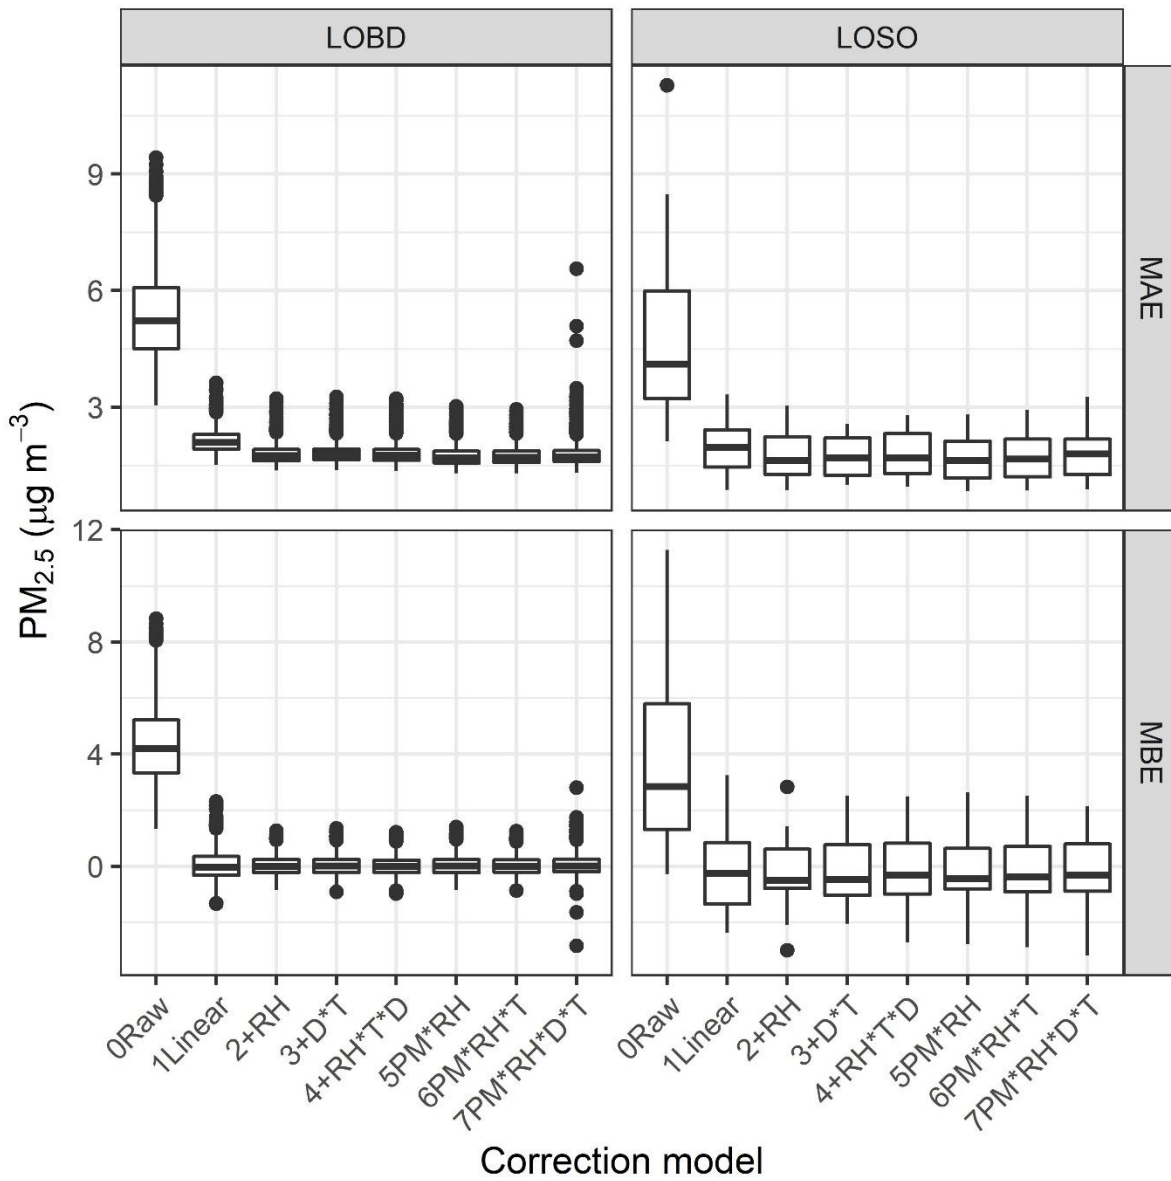 LOBD
LOSO
9
6
3
MAE
12
8
4
0
MBE
PM2.5 (μg m−3)
0Raw
1Linear
2+RH
3+D*T
4+RH*T*D
5PM*RH
6PM*RH*T
7PM*RH*D*T
0Raw
1Linear
2+RH
3+D*T
4+RH*T*D
5PM*RH
6PM*RH*T
7PM*RH*D*T
Correction model